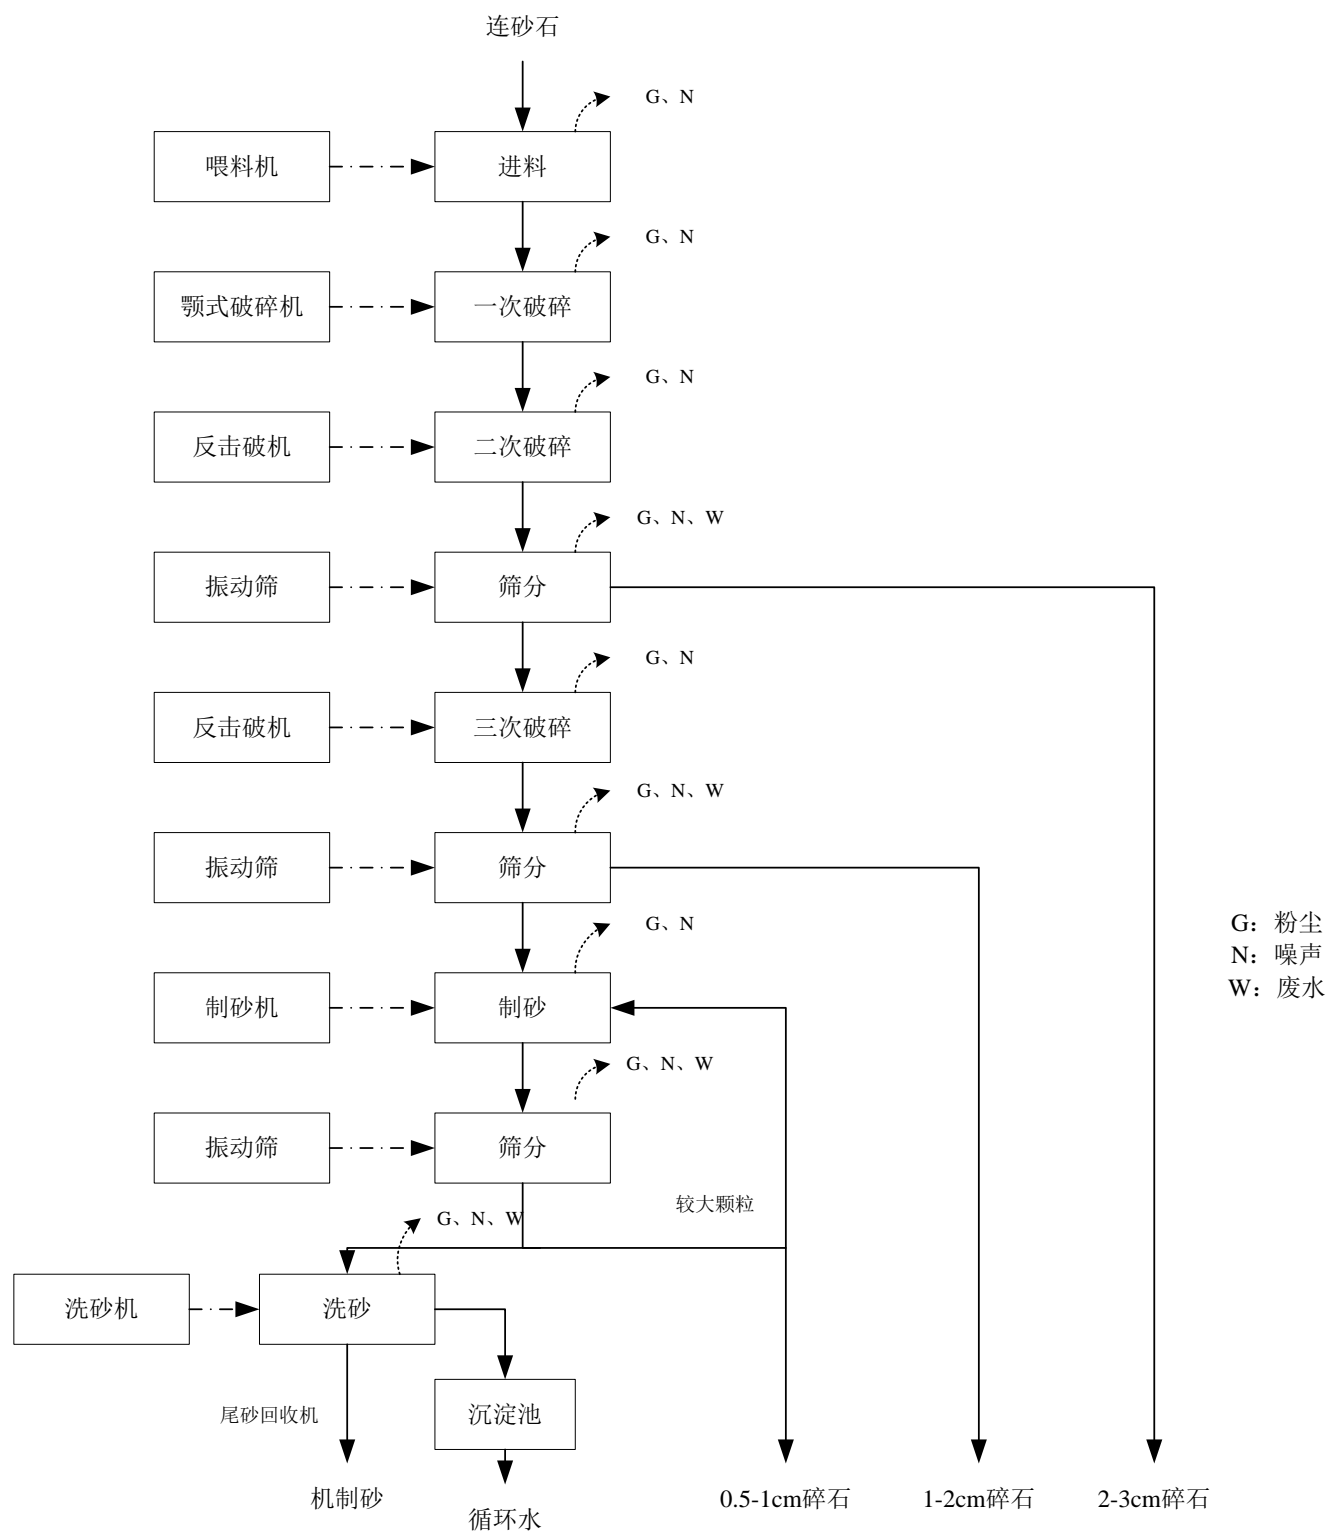 连砂石
G、N
喂料机
进料
G、N
颚式破碎机
一次破碎
G、N
反击破机
二次破碎
G、N、W
振动筛
筛分
G、N
反击破机
三次破碎
G、N、W
振动筛
筛分
G、N
G：粉尘
N：噪声
W：废水
制砂机
制砂
G、N、W
振动筛
筛分
较大颗粒
G、N、W
洗砂机
洗砂
尾砂回收机
沉淀池
机制砂
循环水
0.5-1cm碎石
1-2cm碎石
2-3cm碎石